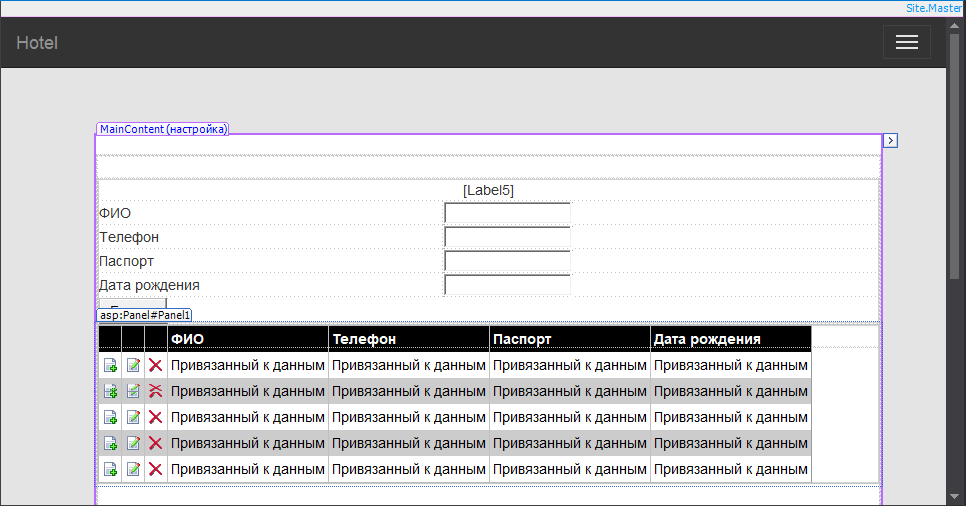 Site.Master
Hotel
MainContent (настройка)
[Label5]
ФИО
Телефон
Паспорт
Дата рождения
asp:Panel#Panel1
ФИО Телефон Паспорт Дата рождения
Привязанный к данным Привязанный к данным Привязанный к данным Привязанный к данным
Привязанный к данным Привязанный к данным Привязанный к данным Привязанный к данным
Привязанный к данным Привязанный к данным Привязанный к данным Привязанный к данным
Привязанный к данным Привязанный к данным Привязанный к данным Привязанный к данным
Привязанный к данным Привязанный к данным Привязанный к данным Привязанный к данным